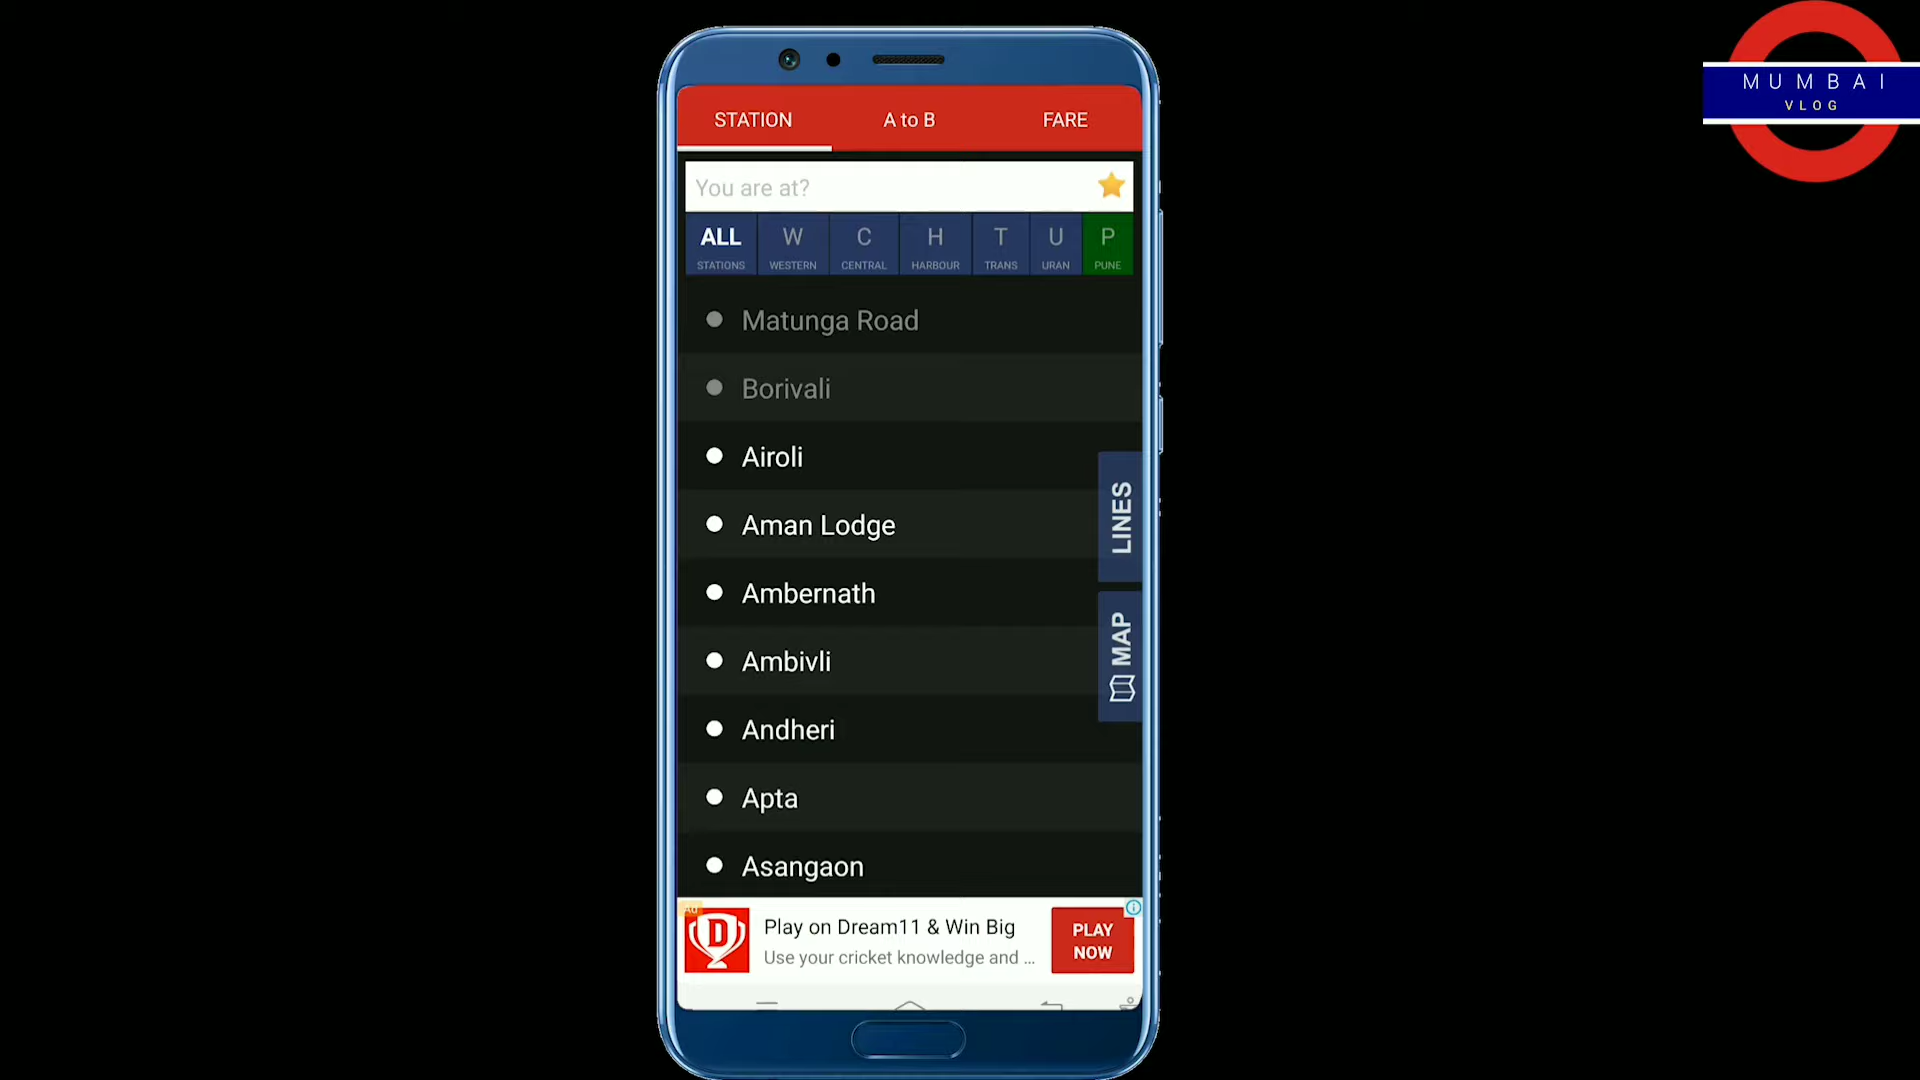 MUMBAI
VLOG
STATION A to B FARE
You are at?
ALL W C H T U P
STATIONS WESTERN CENTRAL HARBOUR TRANS URAN PUNE
Matunga Road
Borivali
Airoli
Aman Lodge
Ambernath
Ambivli
Andheri
Apta
Asangaon
LINES
MAP
Ad
D
Play on Dream11 & Win Big
Use your cricket knowledge and ...
PLAY
NOW